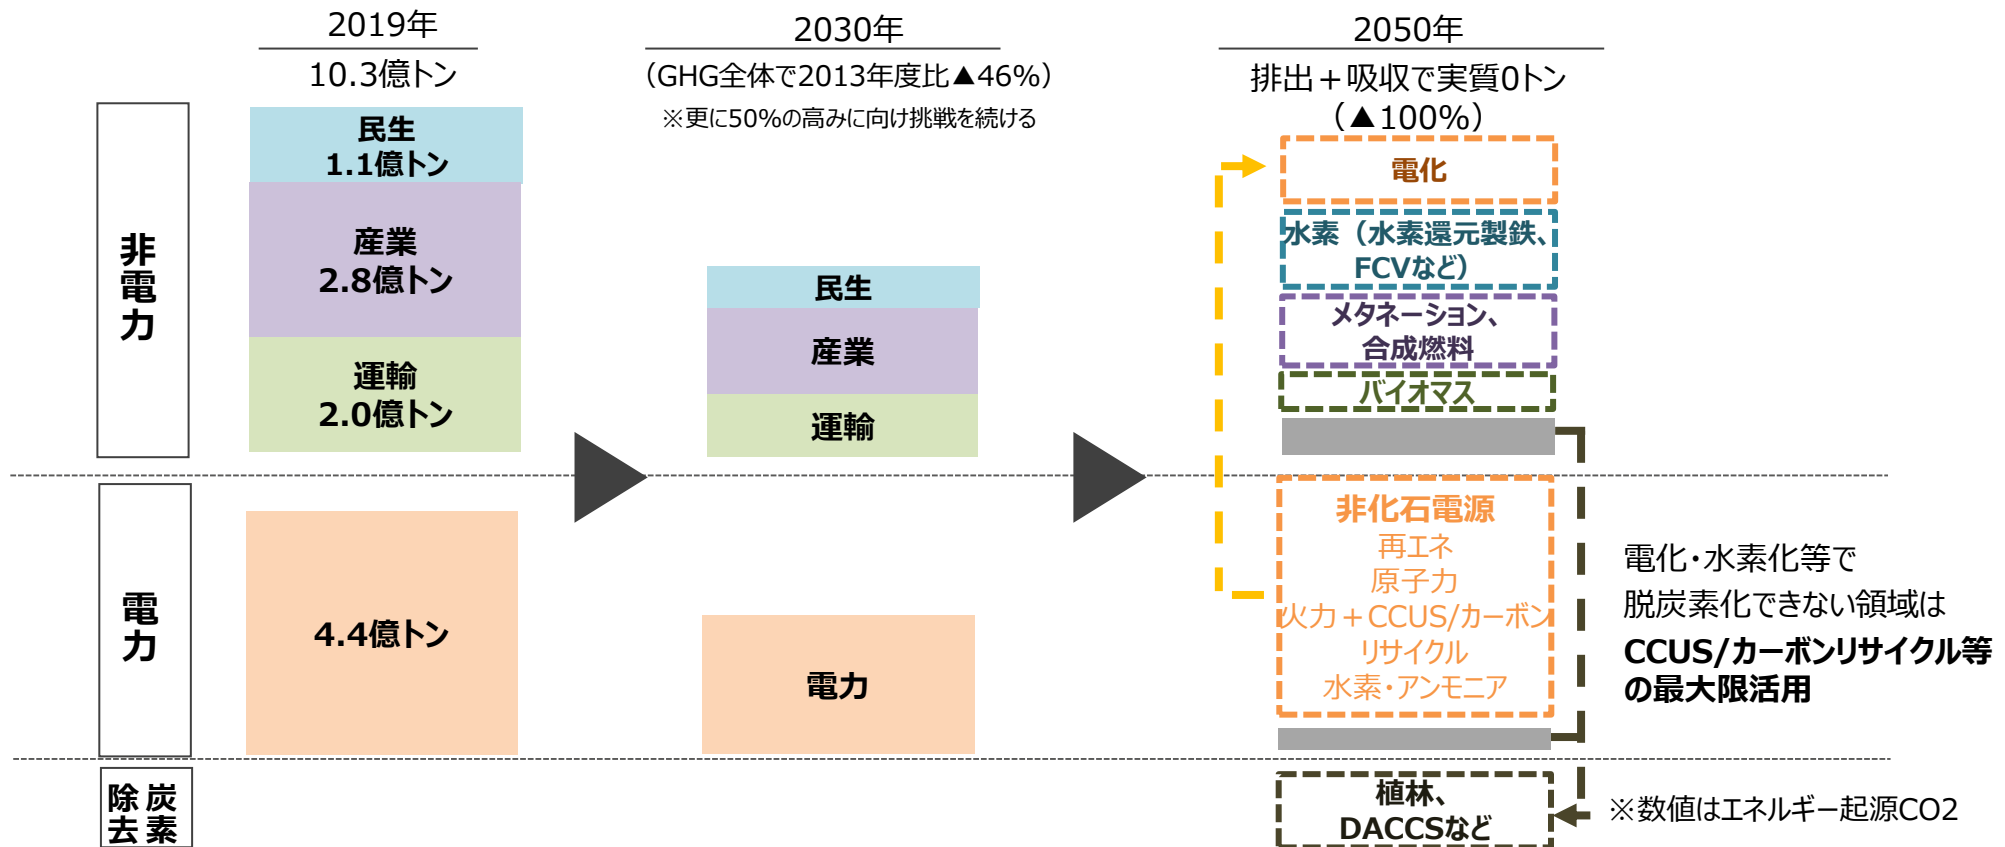 2019年
10.3億トン
2030年
（GHG全体で2013年度比▲46%）
※更に50%の高みに向け挑戦を続ける
2050年
排出＋吸収で実質0トン
（▲100%）
非電力
民生
1.1億トン
産業
2.8億トン
運輸
2.0億トン
民生
産業
運輸
電化
水素（水素還元製鉄、
FCVなど）
メタネーション、
合成燃料
バイオマス
電力
4.4億トン
電力
非化石電源
再エネ
原子力
火力＋CCUS/カーボン
リサイクル
水素・アンモニア
電化・水素化等で
脱炭素化できない領域は
CCUS/カーボンリサイクル等
の最大限活用
炭素
除去
植林、
DACCSなど
※数値はエネルギー起源CO2